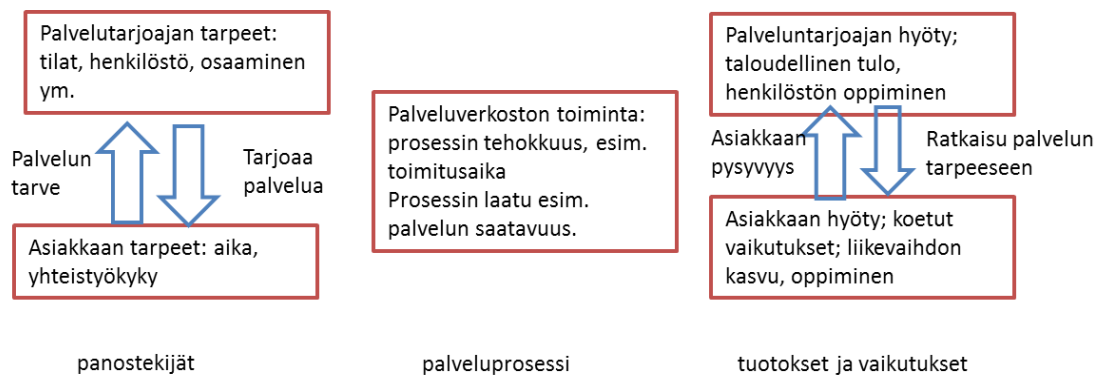 Palvelutarjoajan tarpeet:
tilat, henkilöstö, osaaminen
ym.
Palvelun
tarve
Tarjoaa
palvelua
Asiakkaan tarpeet: aika,
yhteistyökyky
panostekijät
Palveluverkoston toiminta:
prosessin tehokkuus, esim.
toimitusaika
Prosessin laatu esim.
palvelun saatavuus.
palveluprosessi
Palveluntarjoajan hyöty;
taloudellinen tulo,
henkilöstön oppiminen
Asiakkaan
pysyvyys
Ratkaisu palvelun
tarpeeseen
Asiakkaan hyöty; koetut
vaikutukset; liikevaihdon
kasvu, oppiminen
tuotokset ja vaikutukset